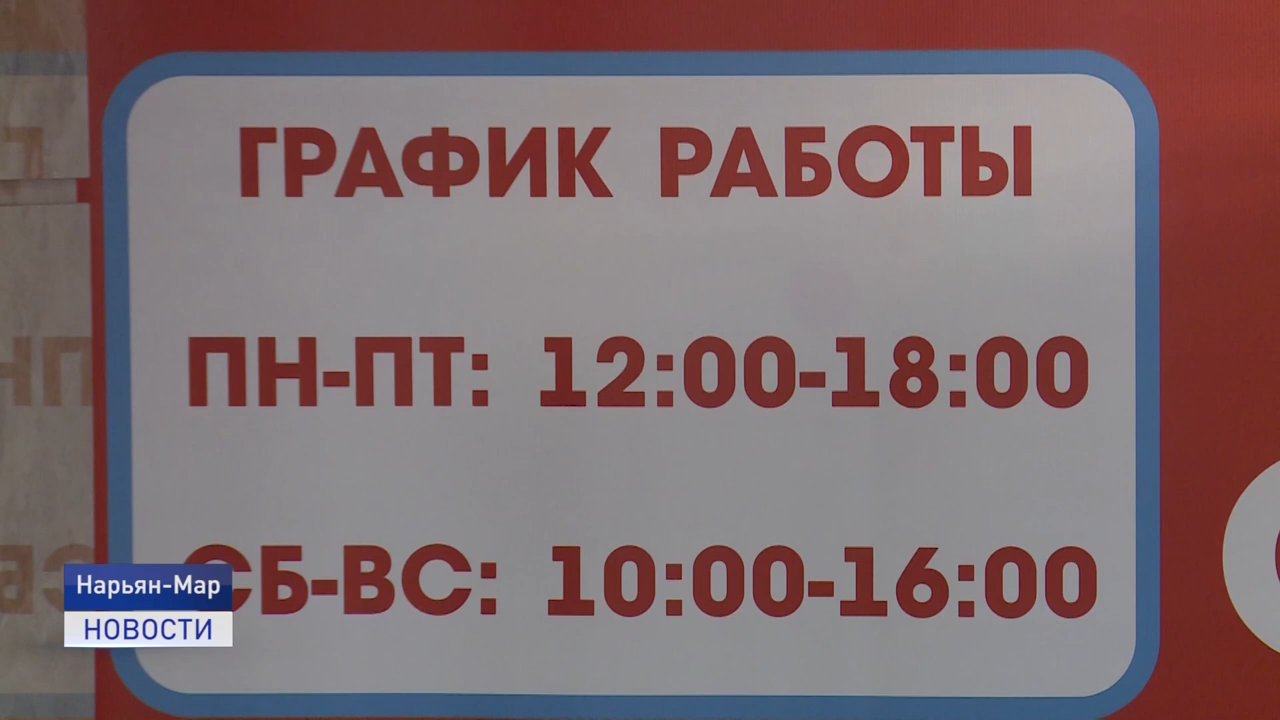 ГРАФИК РАБОТЫ
ПН-ПТ: 12:00-18:00
СБ-ВС: 10:00-16:00
Нарьян-Мар
НОВОСТИ